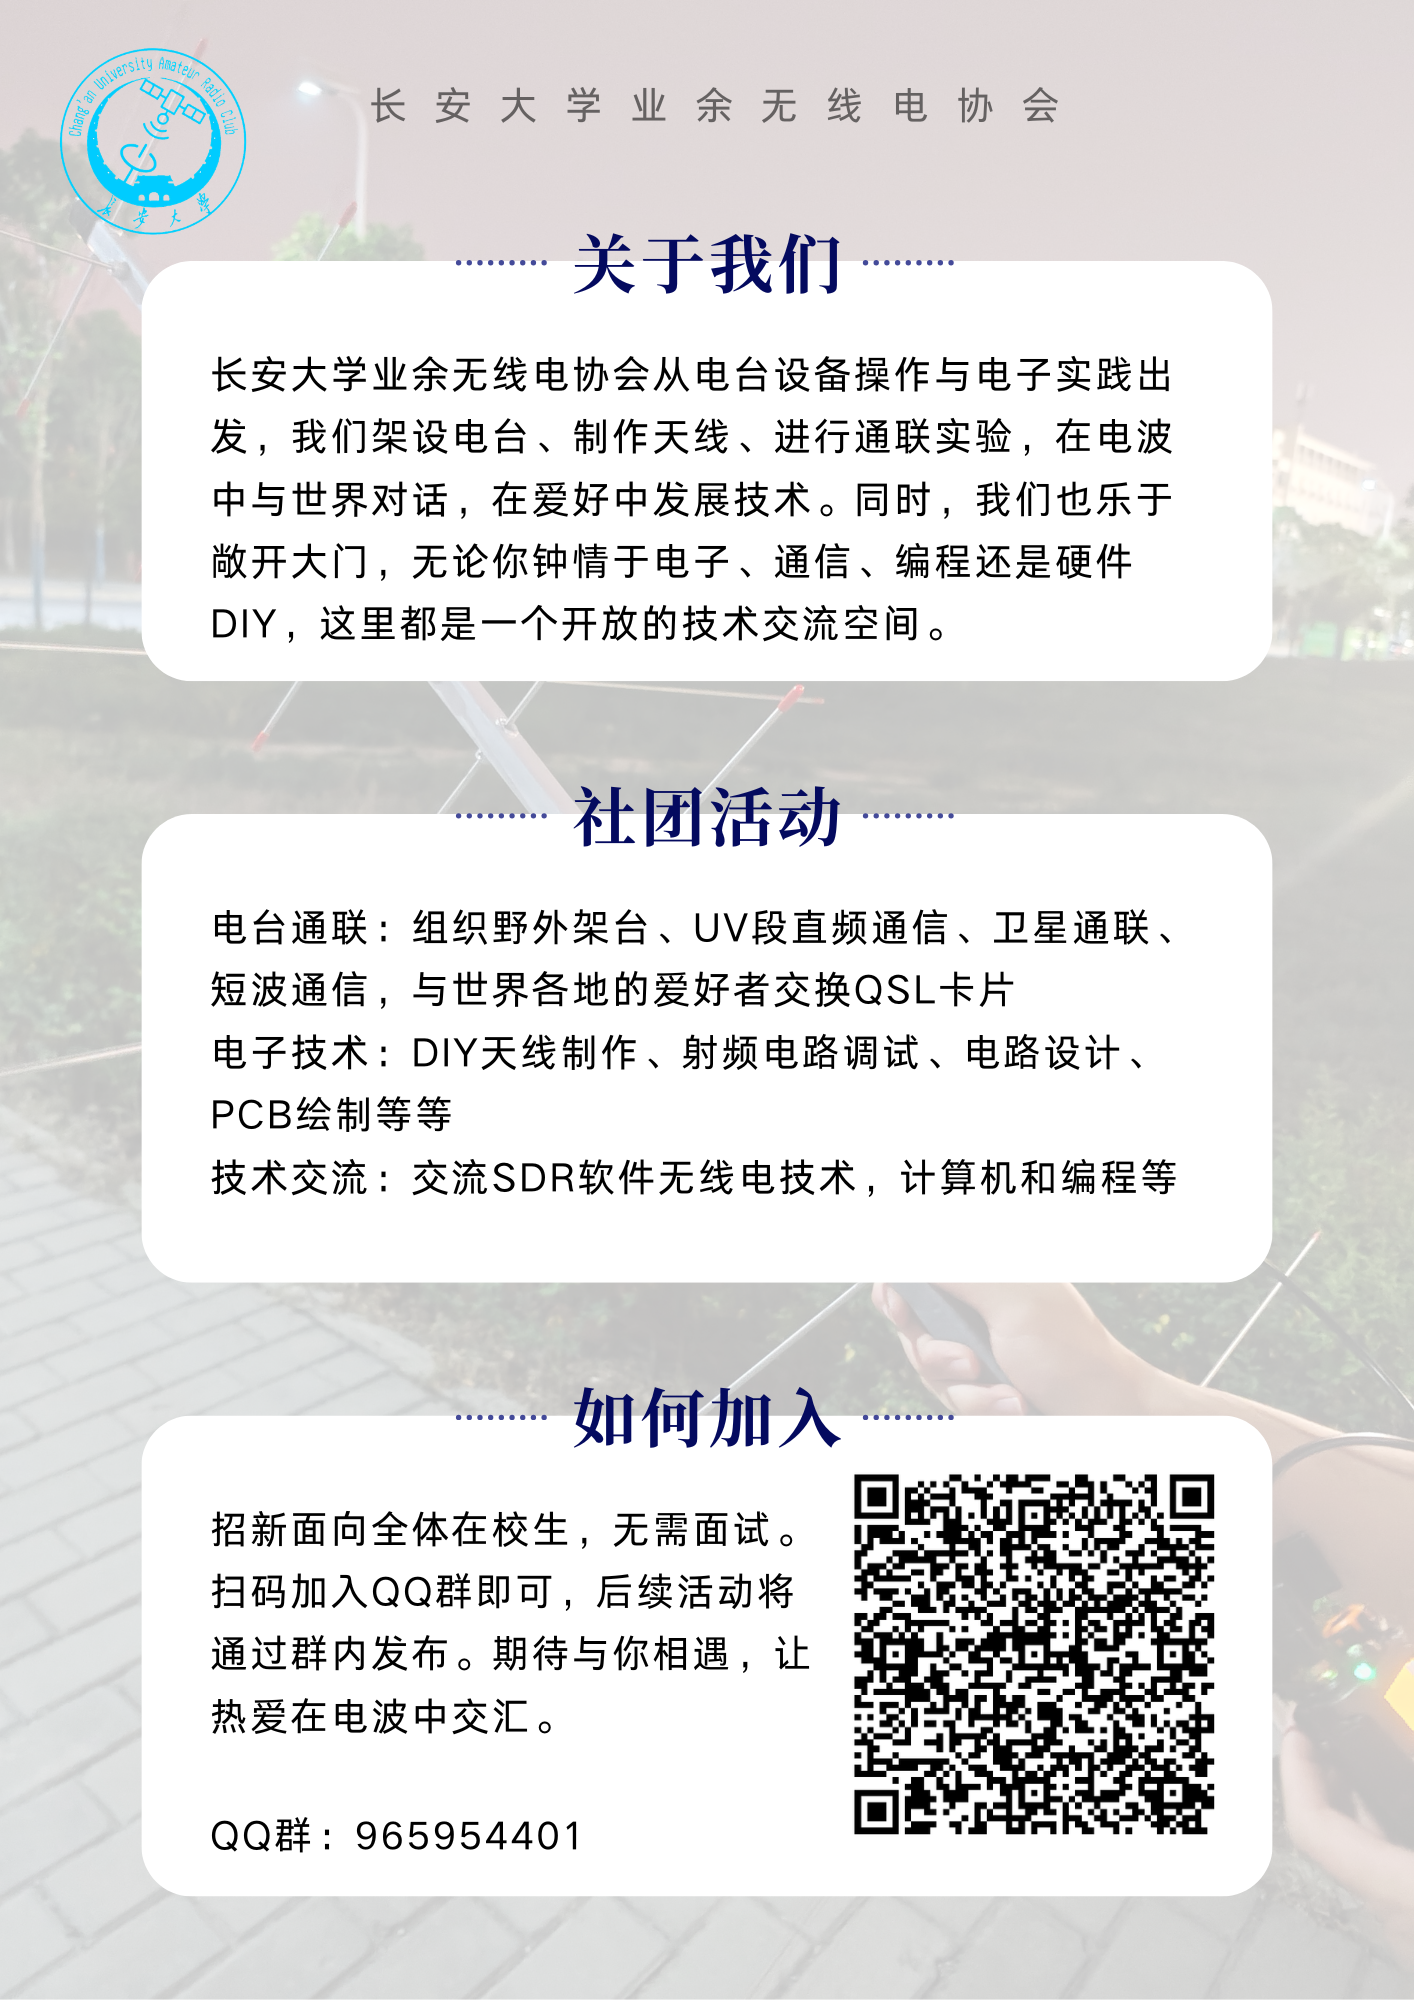 Chang'an University Amateur Radio Club
长安大学
长安大学业余无线电协会
关于我们
长安大学业余无线电协会从电台设备操作与电子实践出
发，我们架设电台、制作天线、进行通联实验，在电波
中与世界对话，在爱好中发展技术。同时，我们也乐于
敞开大门，无论你钟情于电子、通信、编程还是硬件
DIY，这里都是一个开放的技术交流空间。
社团活动
电台通联：组织野外架台、UV段直频通信、卫星通联、
短波通信，与世界各地的爱好者交换QSL卡片
电子技术：DIY天线制作、射频电路调试、电路设计、
PCB绘制等等
技术交流：交流SDR软件无线电技术，计算机和编程等
如何加入
招新面向全体在校生，无需面试。
扫码加入QQ群即可，后续活动将
通过群内发布。期待与你相遇，让
热爱在电波中交汇。
QQ群：965954401